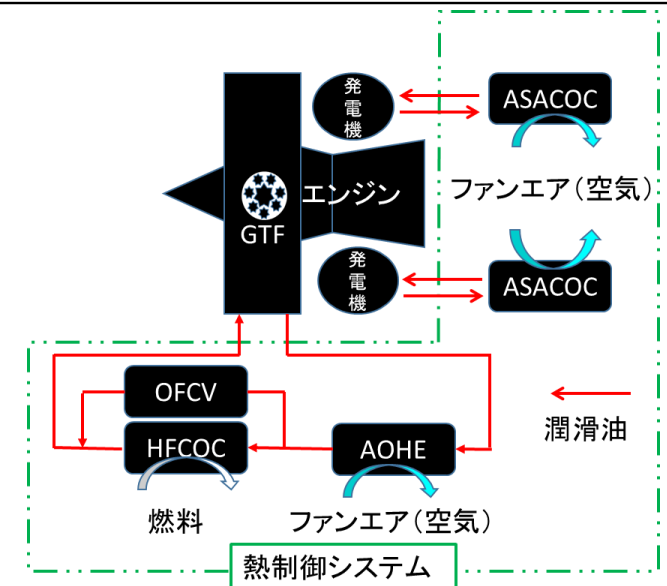 発電機
ASACOC
エンジン
ファンエア（空気）
GTF
発電機
ASACOC
OFCV
潤滑油
HFCOC
AOHE
燃料
ファンエア（空気）
熱制御システム